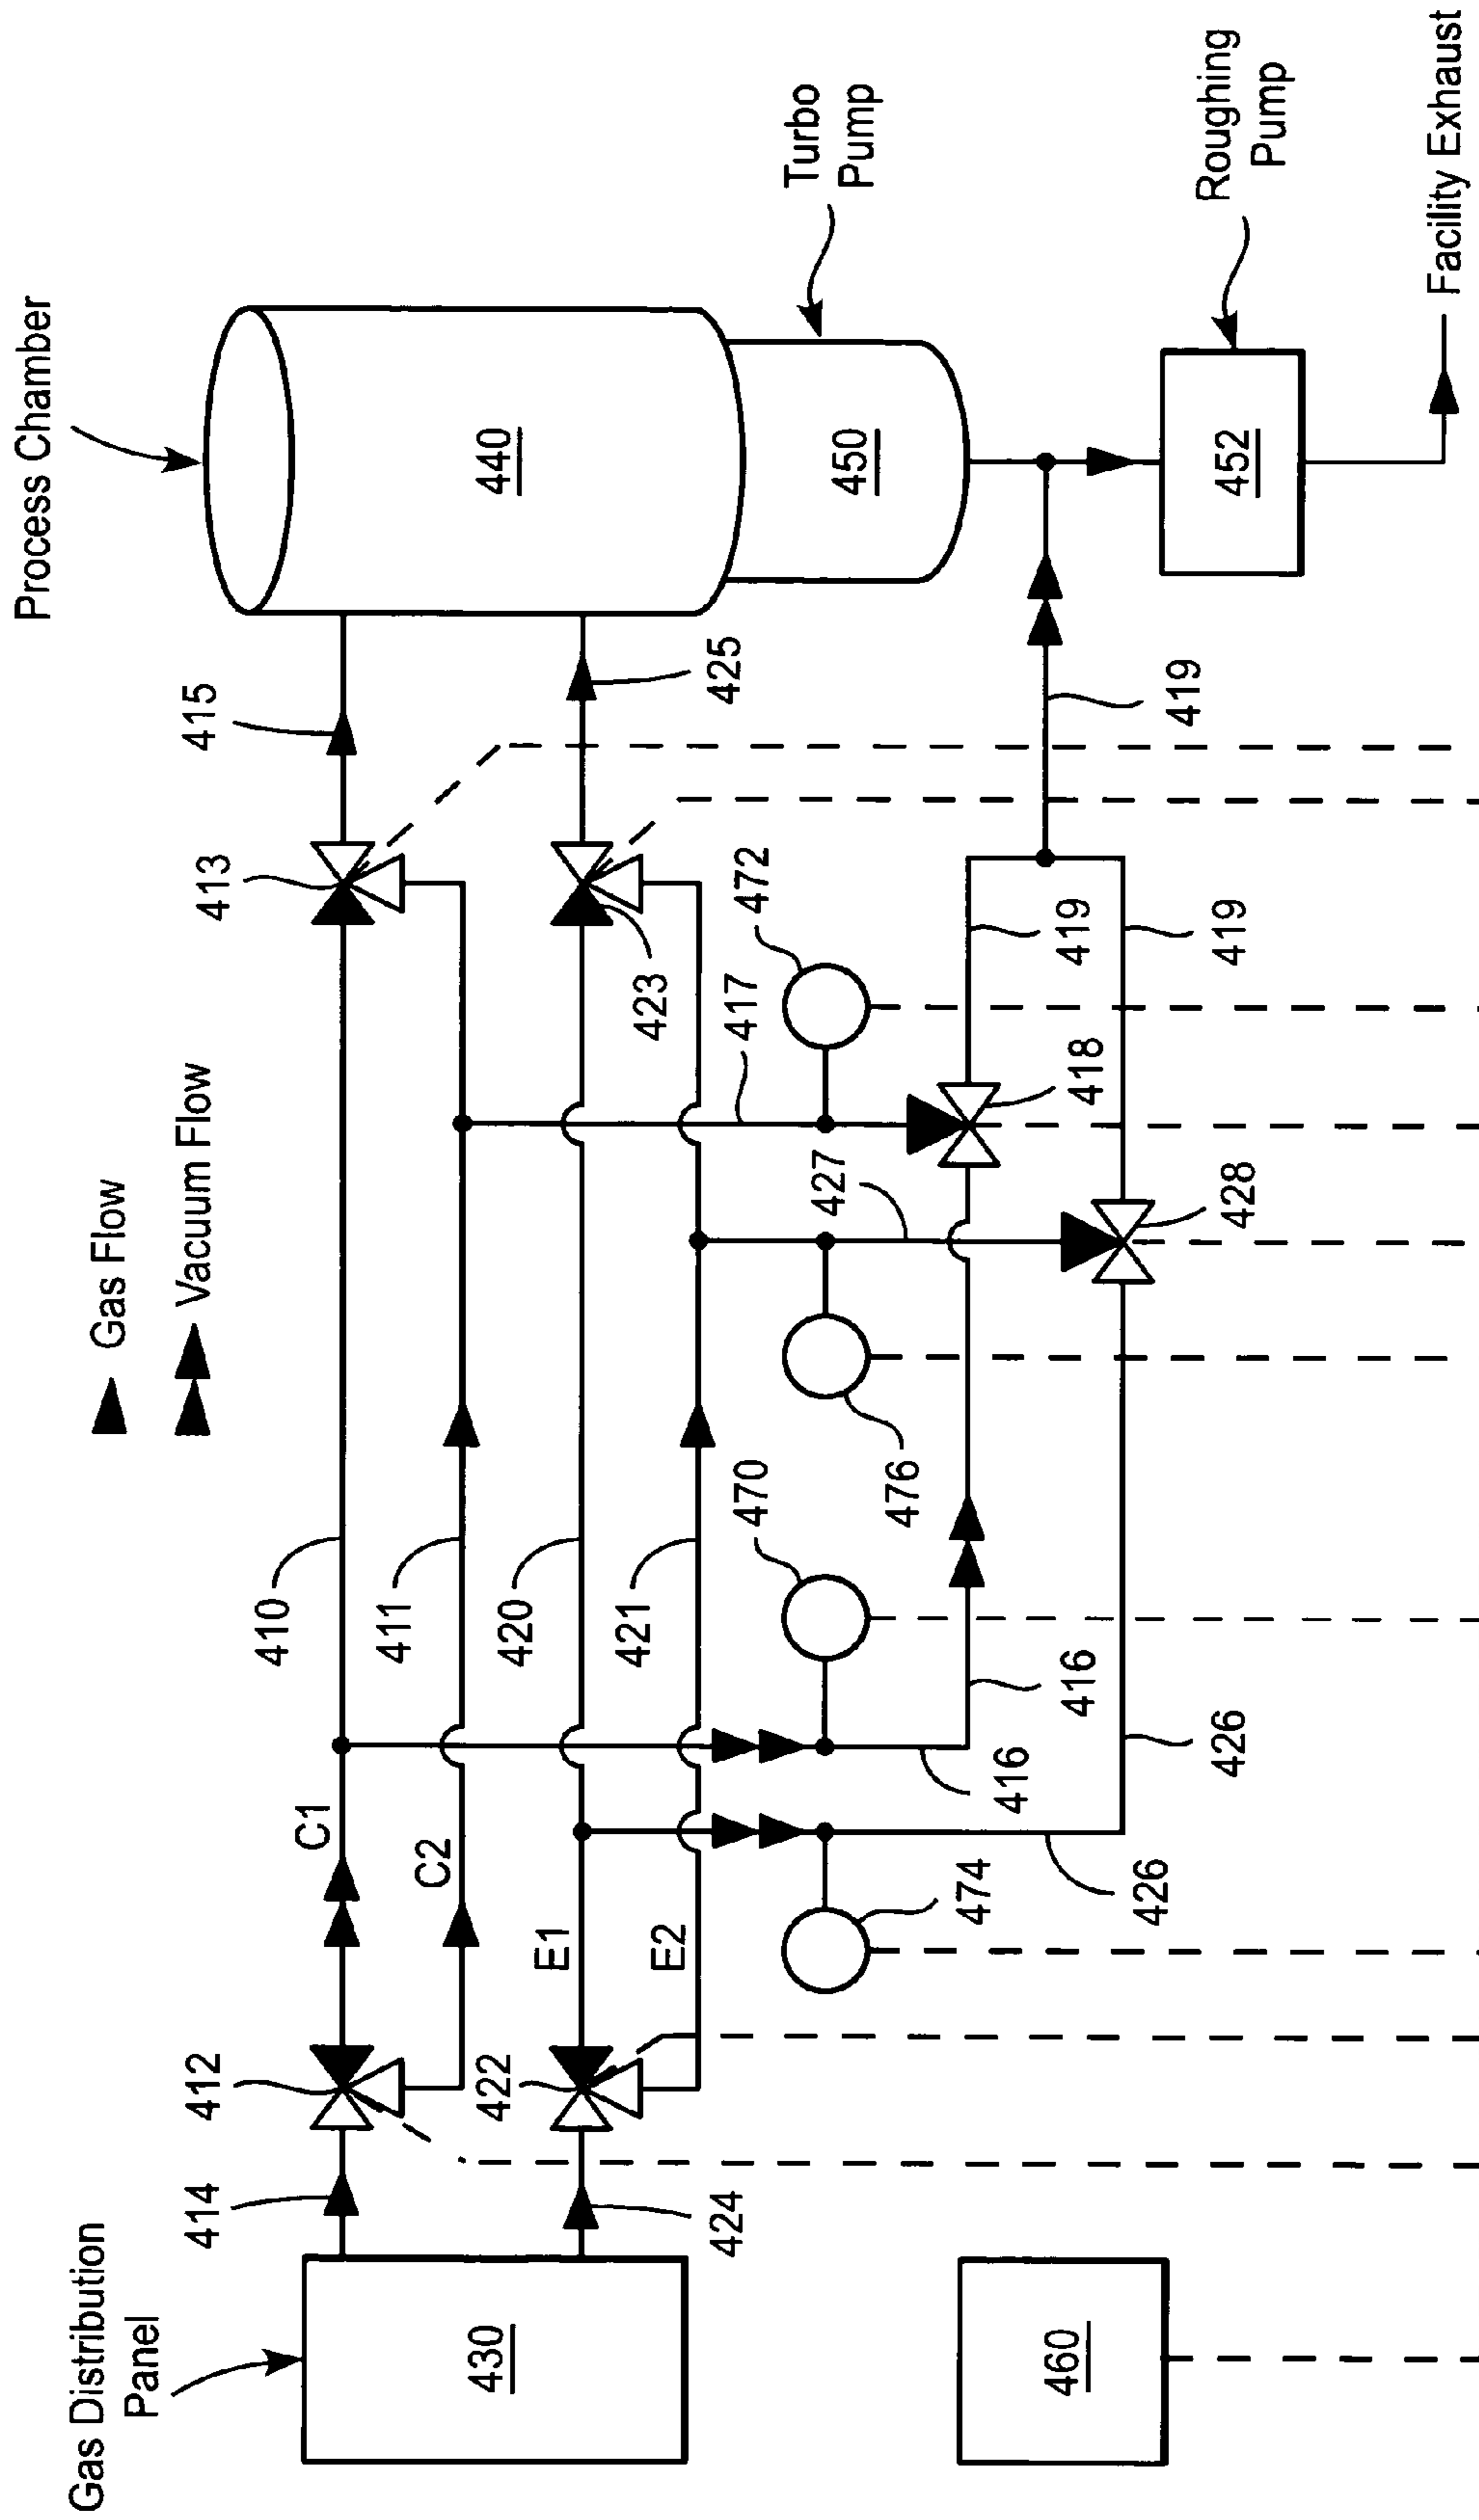 Gas Flow
Vacuum Flow
Process Chamber
Gas Distribution
Panel
414
412
C1
410
413
415
C2
411
440
430
422
E1
420
423
425
Turbo
Pump
424
E2
421
417
472
450
470
476
427
474
416
418
419
419
416
460
426
426
428
419
452
Roughing
Pump
Facility Exhaust